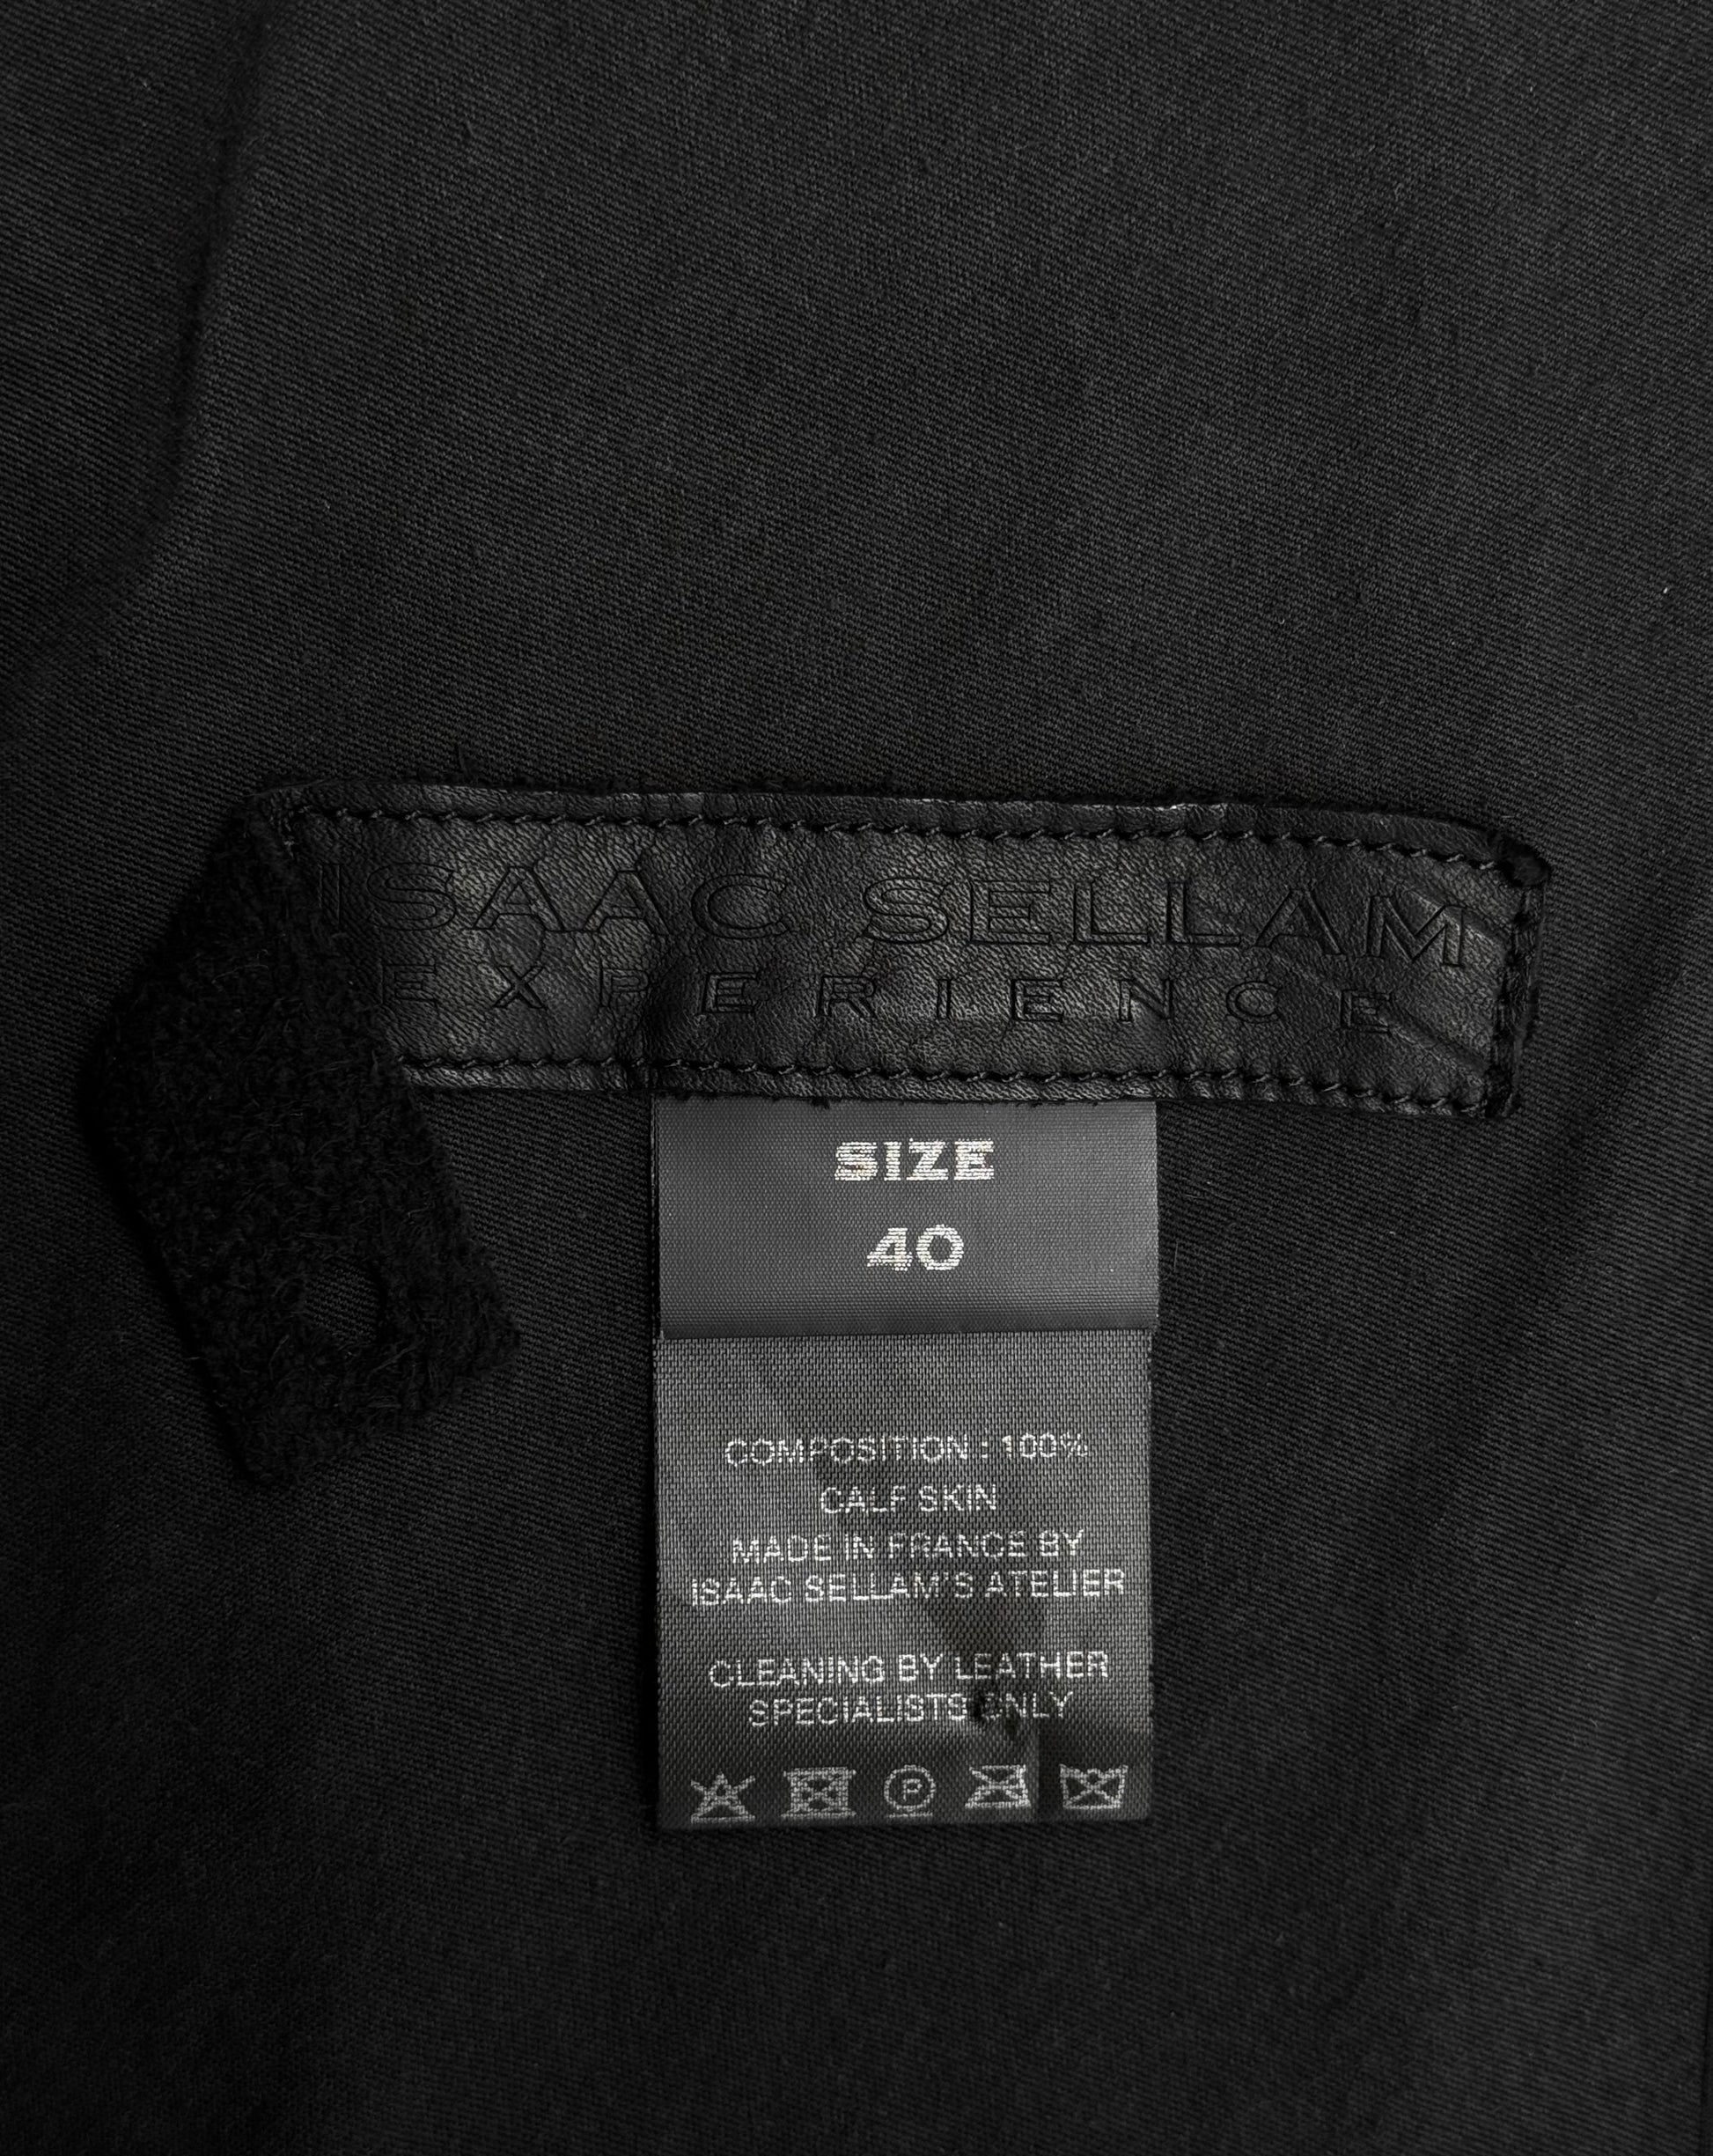 ISAAC SELLAM
EXPERIENCE
SIZE
40
COMPOSITION : 100%
CALF SKIN
MADE IN FRANCE BY
ISAAC SELLAM'S ATELIER
CLEANING BY LEATHER
SPECIALISTS ONLY
P